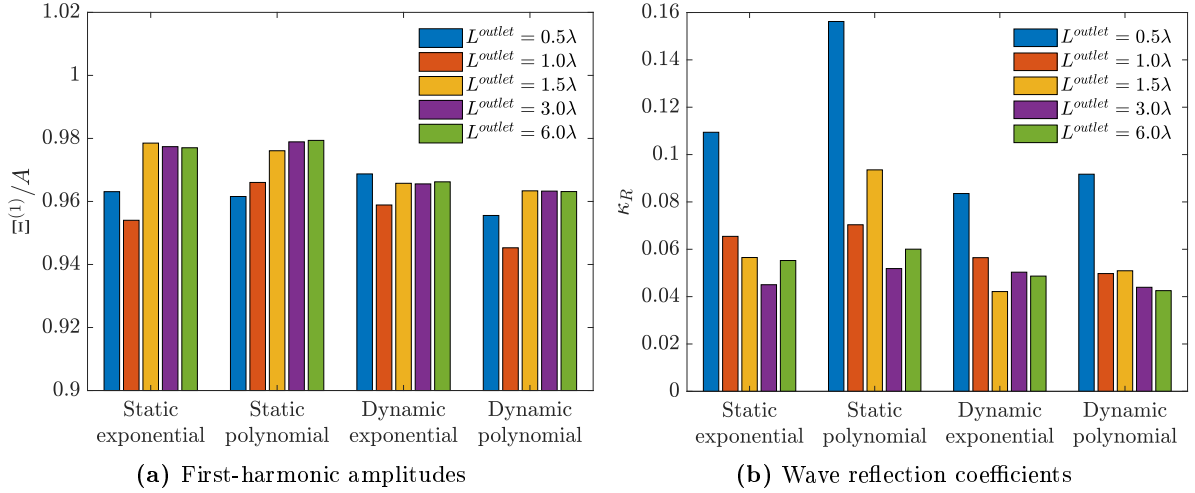 1.02
1
0.98
0.96
0.94
0.92
0.9
Ξ^(1)/A
L^outlet = 0.5λ
L^outlet = 1.0λ
L^outlet = 1.5λ
L^outlet = 3.0λ
L^outlet = 6.0λ
Static exponential
Static polynomial
Dynamic exponential
Dynamic polynomial
(a) First-harmonic amplitudes
0.16
0.14
0.12
0.1
0.08
0.06
0.04
0.02
0
κ_R
L^outlet = 0.5λ
L^outlet = 1.0λ
L^outlet = 1.5λ
L^outlet = 3.0λ
L^outlet = 6.0λ
Static exponential
Static polynomial
Dynamic exponential
Dynamic polynomial
(b) Wave reflection coefficients